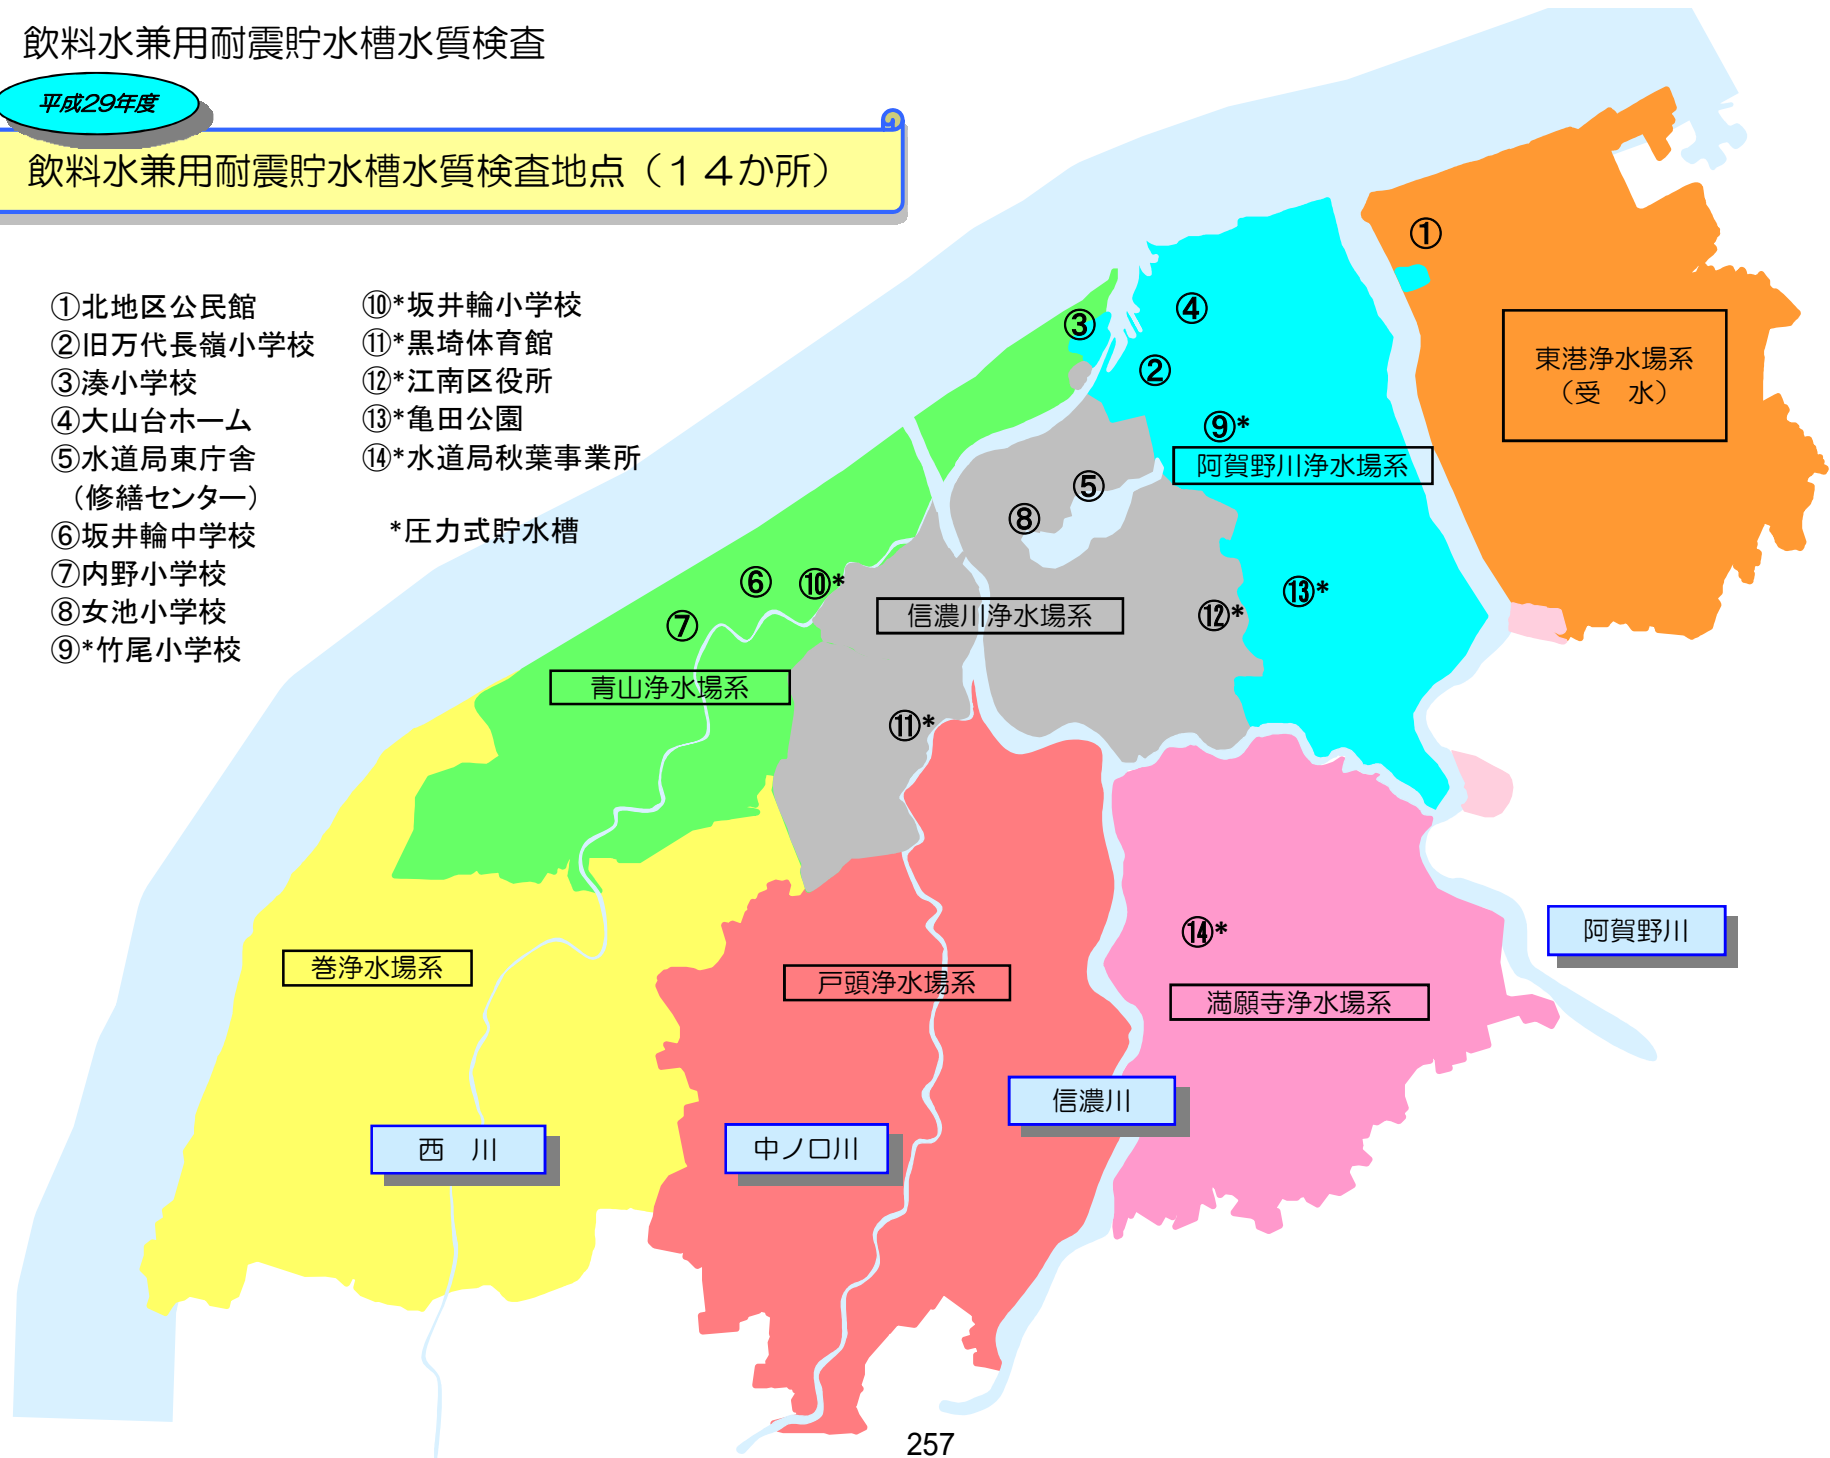 飲料水兼用耐震貯水槽水質検査
平成29年度
飲料水兼用耐震貯水槽水質検査地点（１４か所）
①北地区公民館
②旧万代長嶺小学校
③湊小学校
④大山台ホーム
⑤水道局東庁舎
（修繕センター）
⑥坂井輪中学校
⑦内野小学校
⑧女池小学校
⑨*竹尾小学校
⑩*坂井輪小学校
⑪*黒埼体育館
⑫*江南区役所
⑬*亀田公園
⑭*水道局秋葉事業所
*圧力式貯水槽
①
④
③
②
⑨*
⑤
⑧
⑥
⑩*
⑦
⑬*
⑫*
⑪*
⑭*
東港浄水場系
（受　水）
阿賀野川浄水場系
信濃川浄水場系
青山浄水場系
巻浄水場系
戸頭浄水場系
満願寺浄水場系
阿賀野川
信濃川
中ノ口川
西　川
257